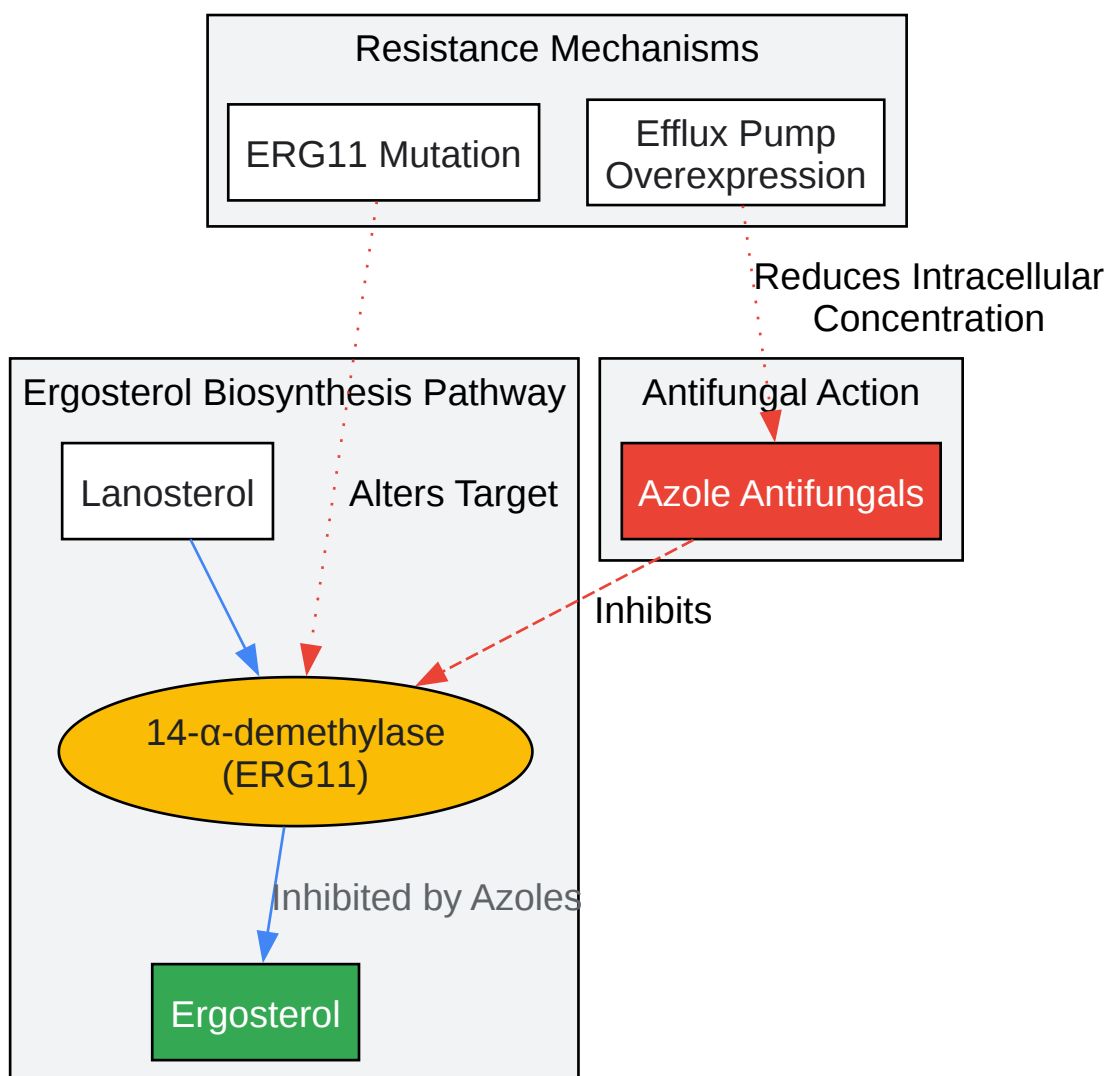 Resistance Mechanisms
ERG11 Mutation
Efflux Pump
Overexpression
Reduces Intracellular
Concentration
Ergosterol Biosynthesis Pathway
Antifungal Action
Lanosterol
Alters Target
Azole Antifungals
Inhibits
14-α-demethylase
(ERG11)
Inhibited by Azoles
Ergosterol